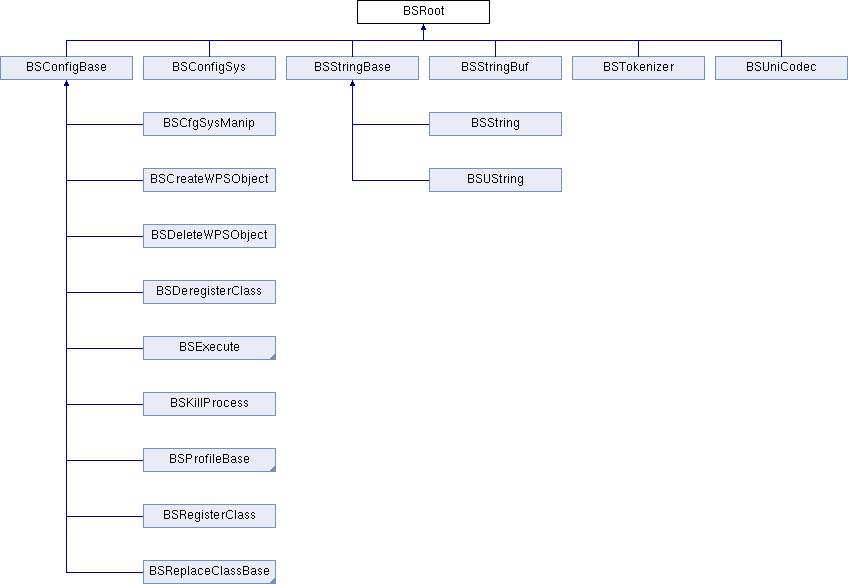 BSRoot
BSConfigBase
BSConfigSys
BSStringBase
BSStringBuf
BSTokenizer
BSUniCodec
BSCfgSysManip
BSString
BSCreateWPSObject
BSUString
BSDeleteWPSObject
BSDeregisterClass
BSExecute
BSKillProcess
BSProfileBase
BSRegisterClass
BSReplaceClassBase